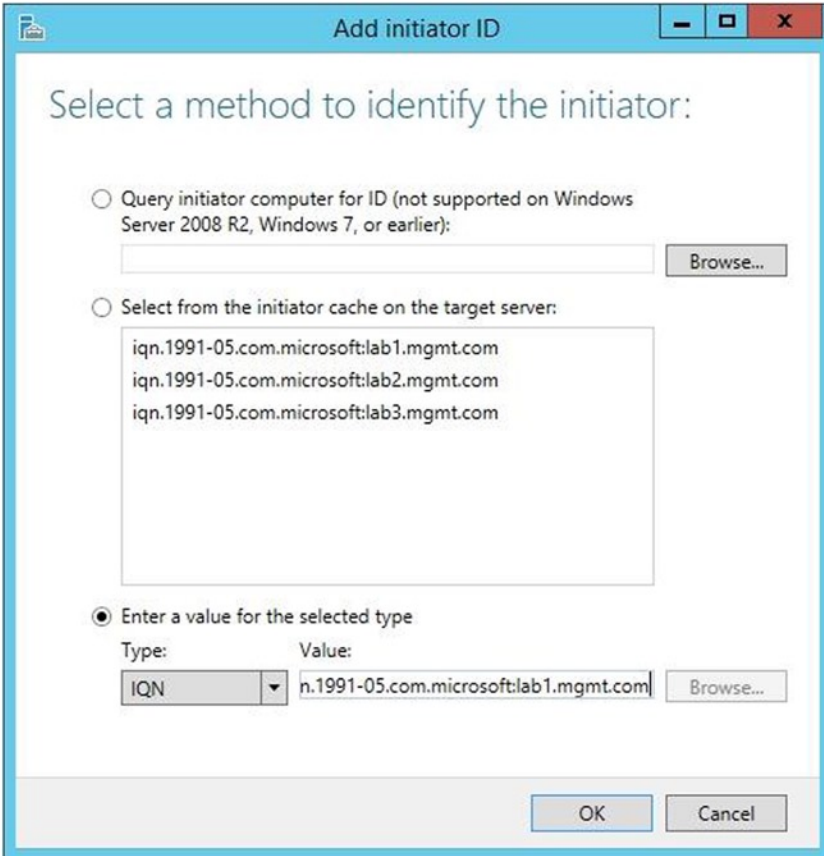 Add initiator ID
Select a method to identify the initiator:
Query initiator computer for ID (not supported on Windows
Server 2008 R2, Windows 7, or earlier):
Browse...
Select from the initiator cache on the target server:
iqn.1991-05.com.microsoft:lab1.mgmt.com
iqn.1991-05.com.microsoft:lab2.mgmt.com
iqn.1991-05.com.microsoft:lab3.mgmt.com
Enter a value for the selected type
Type: Value:
IQN n.1991-05.com.microsoft:lab1.mgmt.com Browse...
OK Cancel